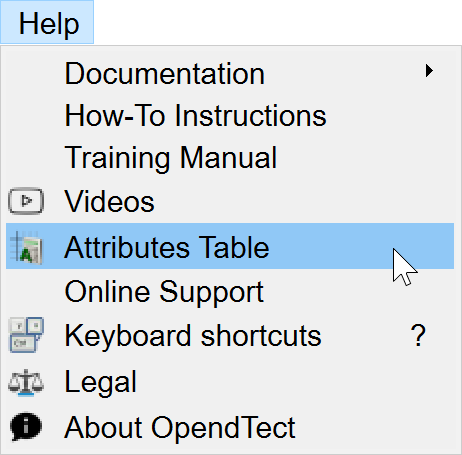 Help
Documentation
How-To Instructions
Training Manual
Videos
Attributes Table
Online Support
Keyboard shortcuts ?
Legal
About OpendTect